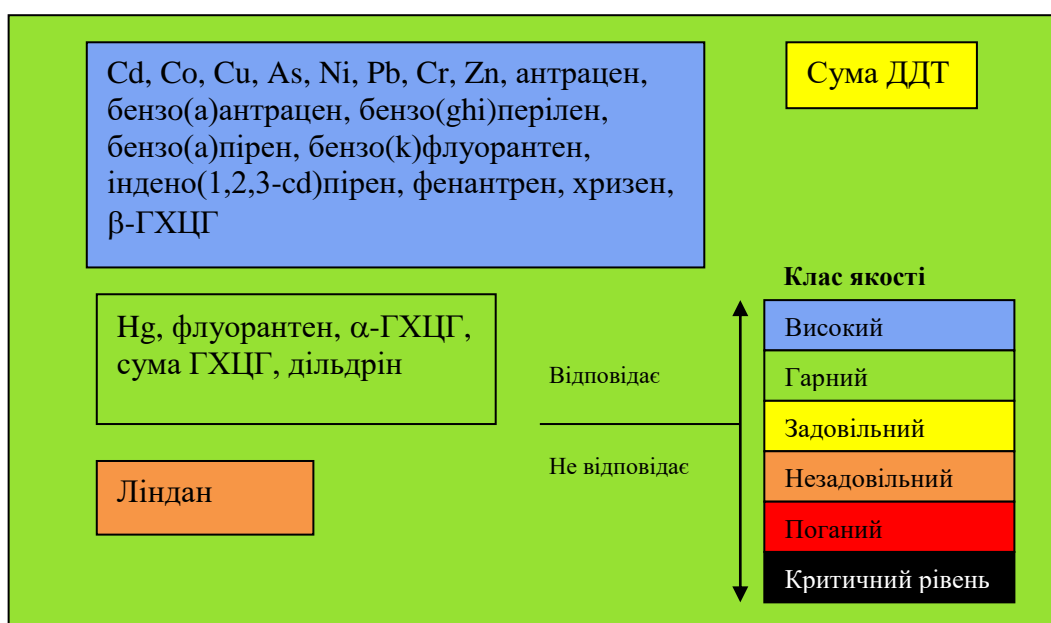 Cd, Co, Cu, As, Ni, Pb, Cr, Zn, антрацен,
бензо(а)антрацен, бензо(ghi)перілен,
бензо(а)пірен, бензо(k)флуорантен,
індено(1,2,3-cd)пірен, фенантрен, хризен,
β-ГХЦГ
Сума ДДТ
Hg, флуорантен, α-ГХЦГ,
сума ГХЦГ, дільдрін
Ліндан
Відповідає
Не відповідає
Клас якості
Високий
Гарний
Задовільний
Незадовільний
Поганий
Критичний рівень